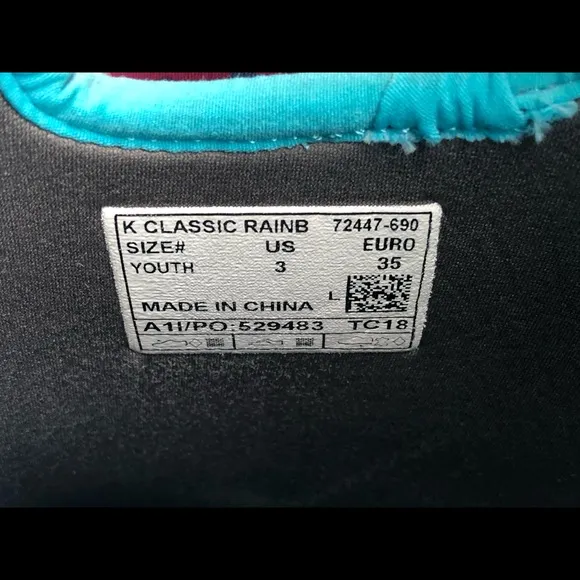 K CLASSIC RAINB 72447-690
SIZE# US EURO
YOUTH 3 35
MADE IN CHINA L
A1I/PO:529483 TC18